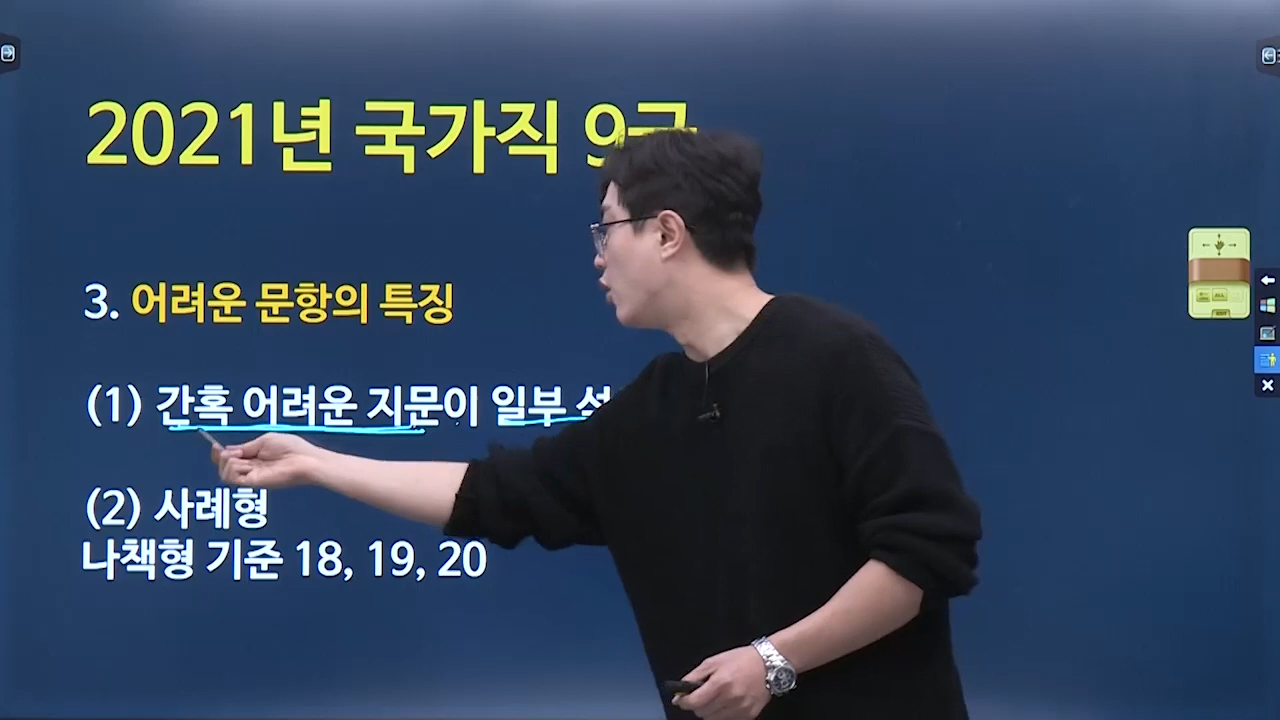 2021년 국가직 9급
3. 어려운 문항의 특징
(1) 간혹 어려운 지문이 일부
(2) 사례형
나책형 기준 18, 19, 20